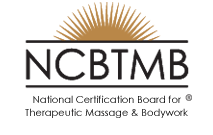 NCBTMB
National Certification Board for ®
Therapeutic Massage & Bodywork